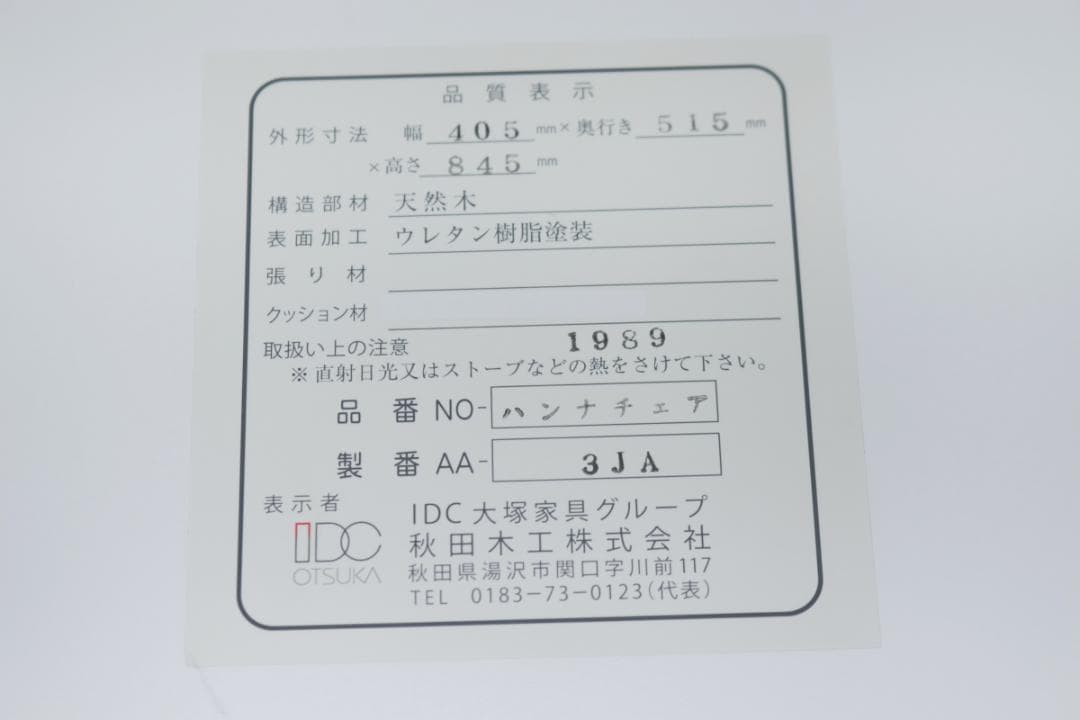 品質表示
外形寸法 幅 405 mm × 奥行き 515 mm
× 高さ 845 mm
構造部材 天然木
表面加工 ウレタン樹脂塗装
張り材
クッション材
取扱い上の注意 1989
※直射日光又はストーブなどの熱をさけて下さい。
品番 NO- ハンナチェア
製番 AA- 3JA
表示者
IDC OTSUKA
IDC 大塚家具グループ
秋田木工株式会社
秋田県湯沢市関口字川前117
TEL 0183-73-0123(代表)